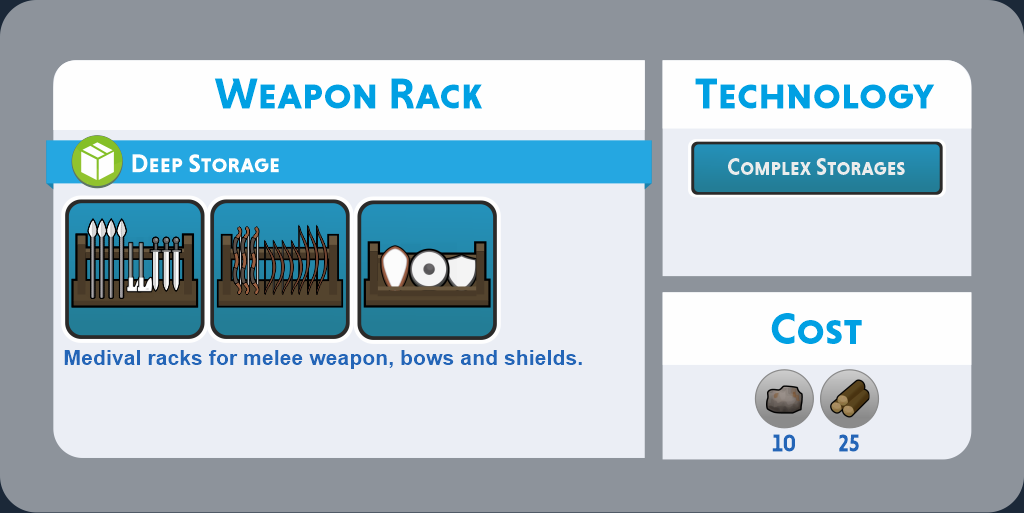 Weapon Rack
Deep Storage
Medival racks for melee weapon, bows and shields.
Technology
Complex Storages
Cost
10 25